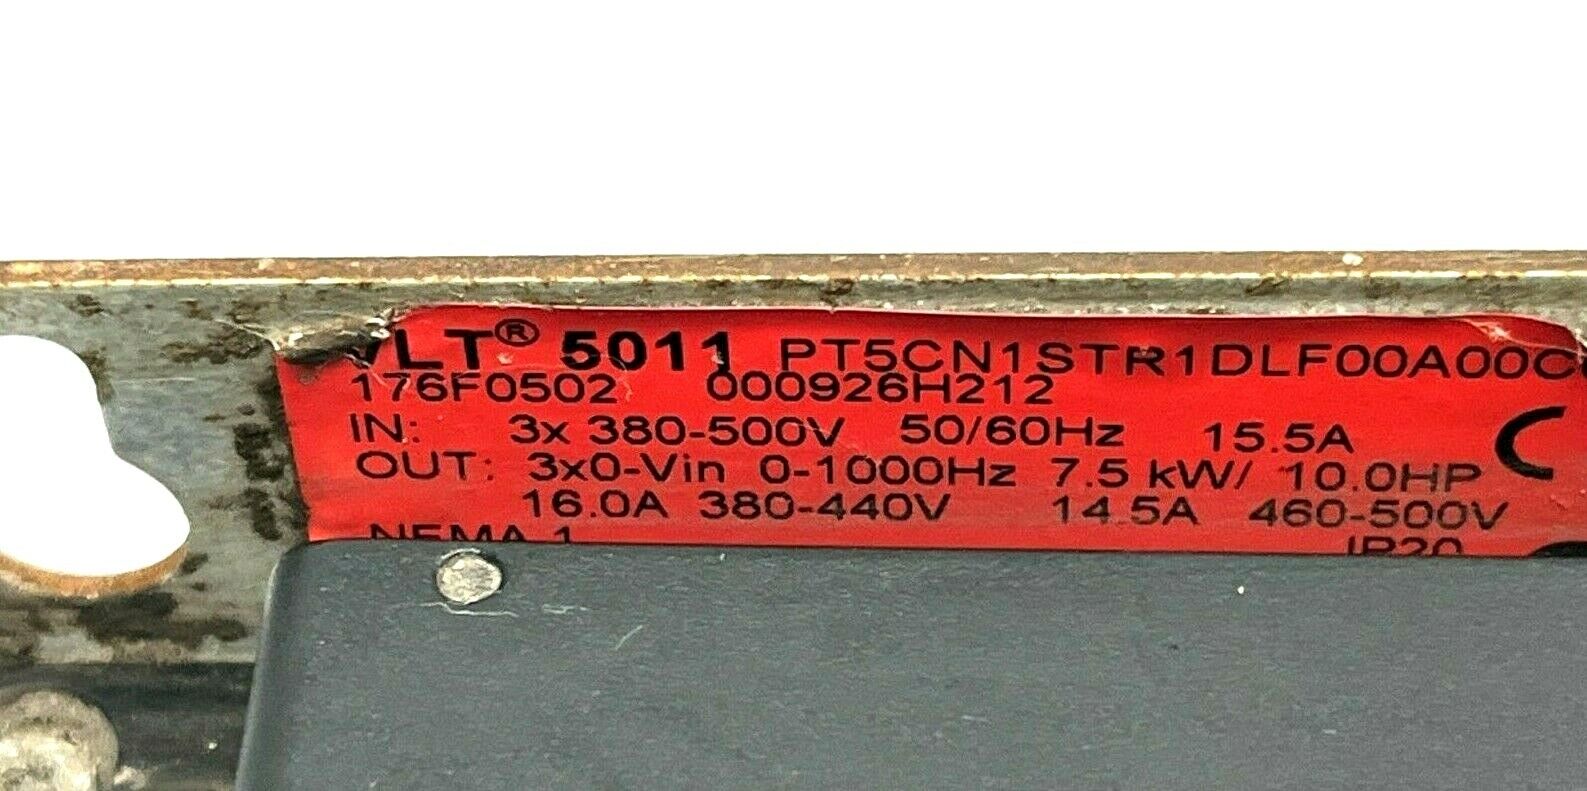 VLT® 5011 PT5CN1STR1DLF00A00C
176F0502 000926H212
IN: 3x 380-500V 50/60Hz 15.5A
OUT: 3x0-Vin 0-1000Hz 7.5 kW/ 10.0HP
16.0A 380-440V 14.5A 460-500V
NEMA 1 IP20